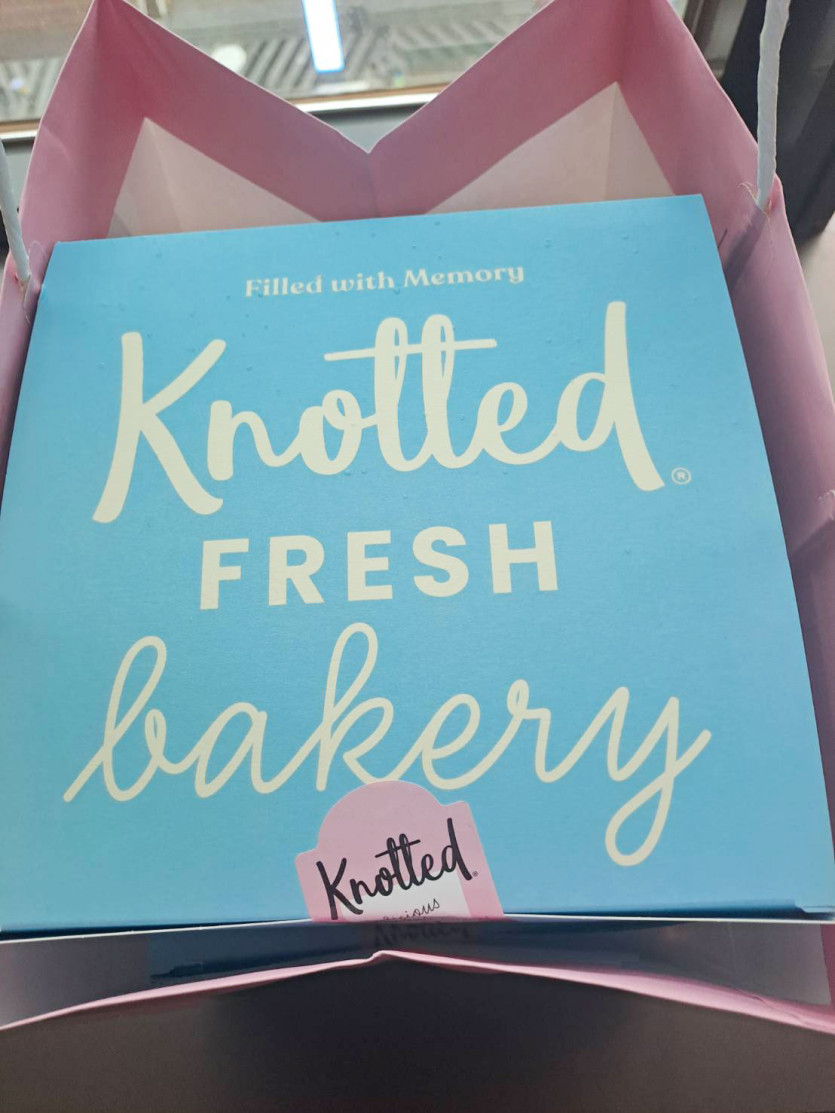 Filled with Memory
Knotted®
FRESH
bakery
Knotted